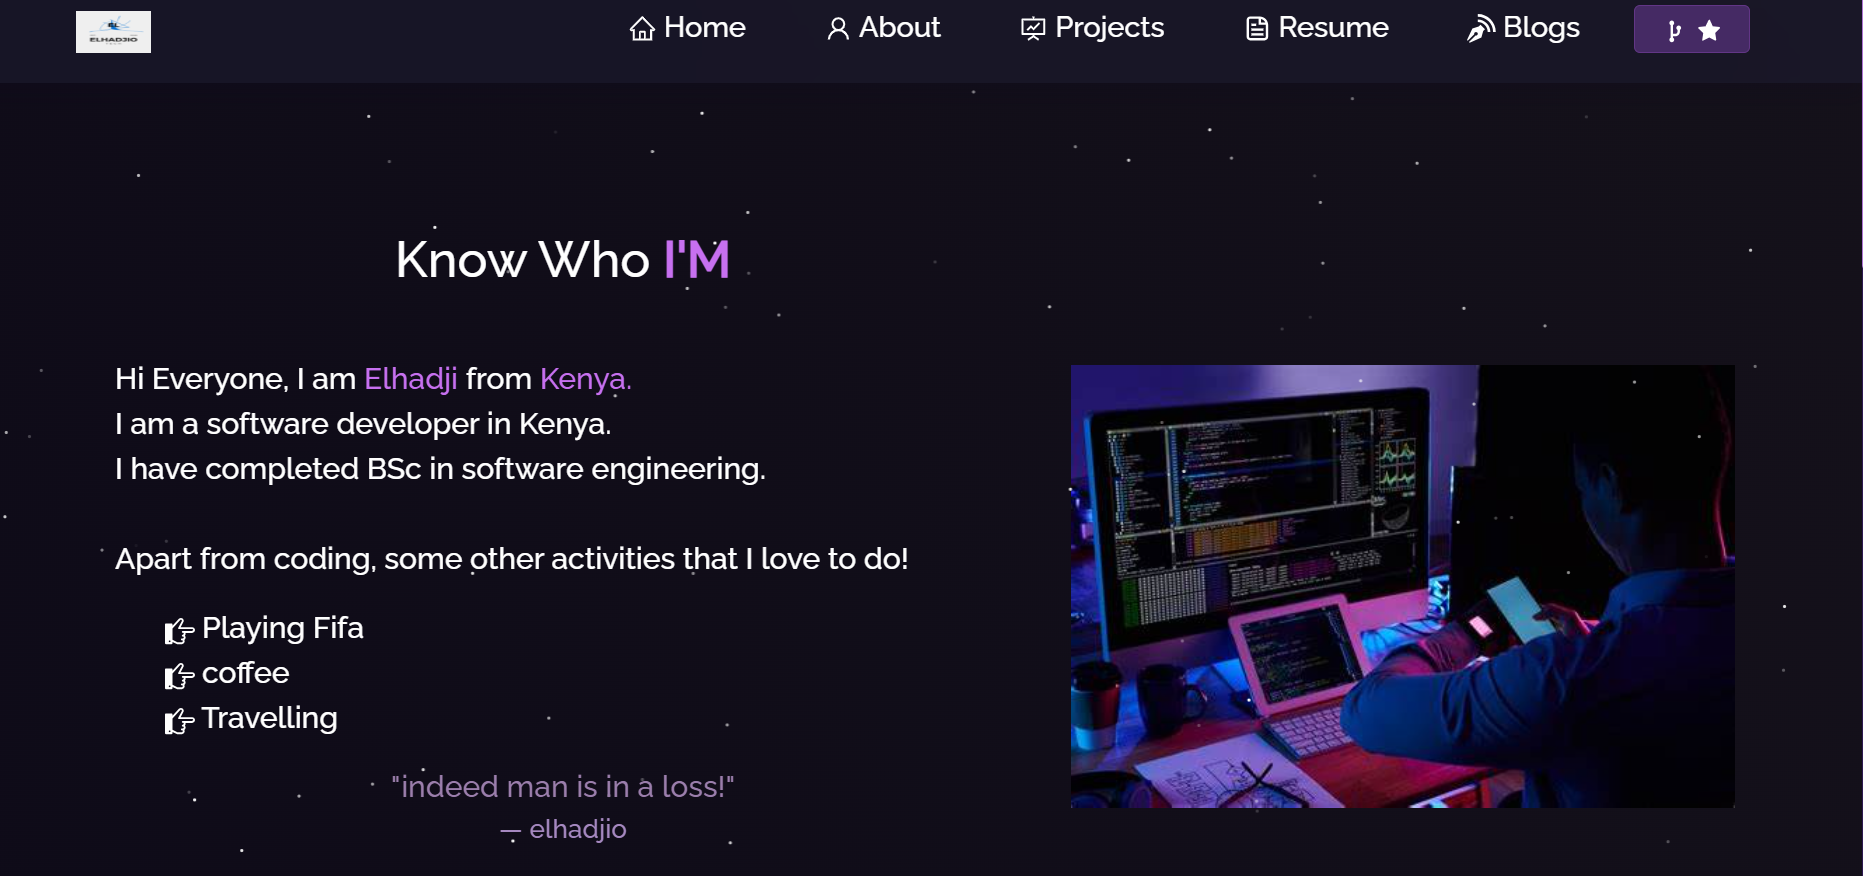 ELHADJIO
Home
About
Projects
Resume
Blogs
Know Who I'M
Hi Everyone, I am Elhadji from Kenya.
I am a software developer in Kenya.
I have completed BSc in software engineering.
Apart from coding, some other activities that I love to do!
Playing Fifa
coffee
Travelling
"indeed man is in a loss!"
— elhadjio